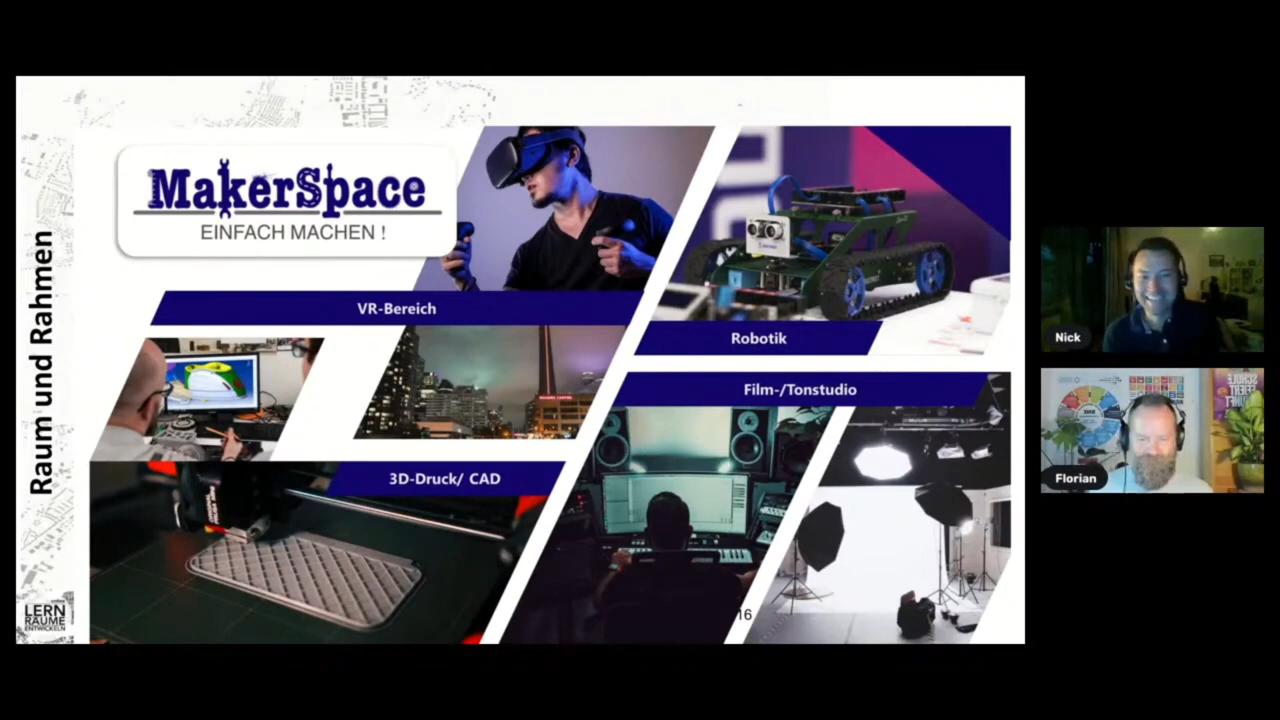 Raum und Rahmen
MakerSpace
EINFACH MACHEN !
VR-Bereich
Robotik
Film-/Tonstudio
3D-Druck/ CAD
16
LERN
RÄUME
ENTWICKELN
Nick
Florian